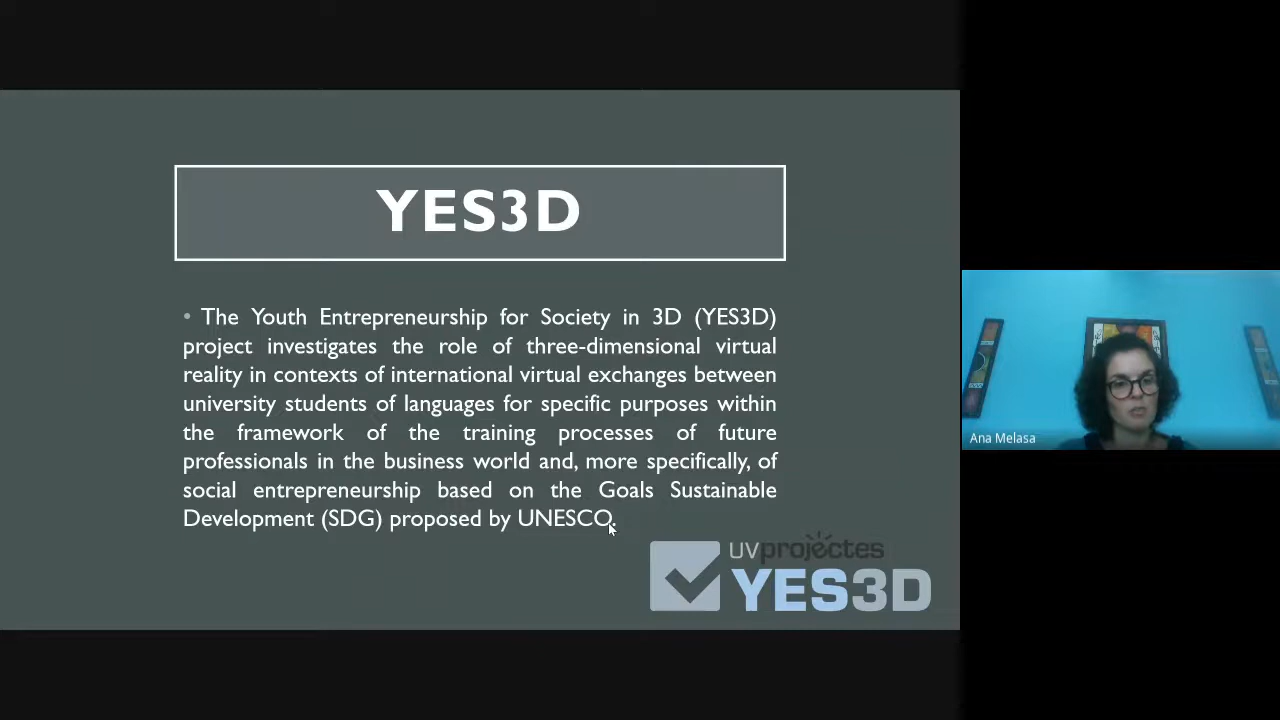 YES3D
• The Youth Entrepreneurship for Society in 3D (YES3D)
project investigates the role of three-dimensional virtual
reality in contexts of international virtual exchanges between
university students of languages for specific purposes within
the framework of the training processes of future
professionals in the business world and, more specifically, of
social entrepreneurship based on the Goals Sustainable
Development (SDG) proposed by UNESCO.
UVprojectes
YES3D
Ana Melasa